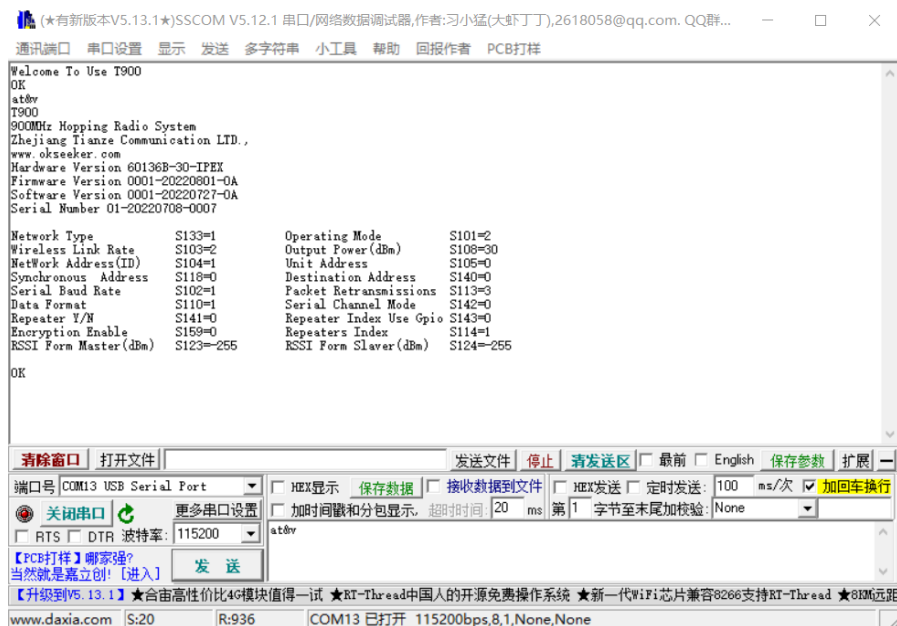 (★有新版本V5.13.1★)SSCOM V5.12.1 串口/网络数据调试器,作者:习小猛(大虾丁丁),2618058@qq.com. QQ群...
通讯端口 串口设置 显示 发送 多字符串 小工具 帮助 回报作者 PCB打样
Welcome To Use T900
OK
at&v
T900
900MHz Hopping Radio System
Zhejiang Tianze Communication LTD.,
www.okseeker.com
Hardware Version 60136B-30-IPEX
Firmware Version 0001-20220801-0A
Software Version 0001-20220727-0A
Serial Number 01-20220708-0007
Network Type S133=1 Operating Mode S101=2
Wireless Link Rate S103=2 Output Power(dBm) S108=30
NetWork Address(ID) S104=1 Unit Address S105=0
Synchronous Address S118=0 Destination Address S140=0
Serial Baud Rate S102=1 Packet Retransmissions S113=3
Data Format S110=1 Serial Channel Mode S142=0
Repeater Y/N S141=0 Repeater Index Use Gpio S143=0
Encryption Enable S159=0 Repeaters Index S114=1
RSSI Form Master(dBm) S123=-255 RSSI Form Slaver(dBm) S124=-255
OK
清除窗口 打开文件 发送文件 停止 清发送区 最前 English 保存参数 扩展 —
端口号 COM13 USB Serial Port HEX显示 保存数据 接收数据到文件 HEX发送 定时发送: 100 ms/次 加回车换行
关闭串口 更多串口设置 加时间戳和分包显示, 超时时间: 20 ms 第 1 字节至末尾加校验: None
RTS DTR 波特率: 115200 at&v
【PCB打样】哪家强?
当然就是嘉立创! [进入] 发 送
【升级到V5.13.1】★合宙高性价比4G模块值得一试 ★RT-Thread中国人的开源免费操作系统 ★新一代WiFi芯片兼容8266支持RT-Thread ★8KM远距
www.daxia.com S:20 R:936 COM13 已打开 115200bps,8,1,None,None